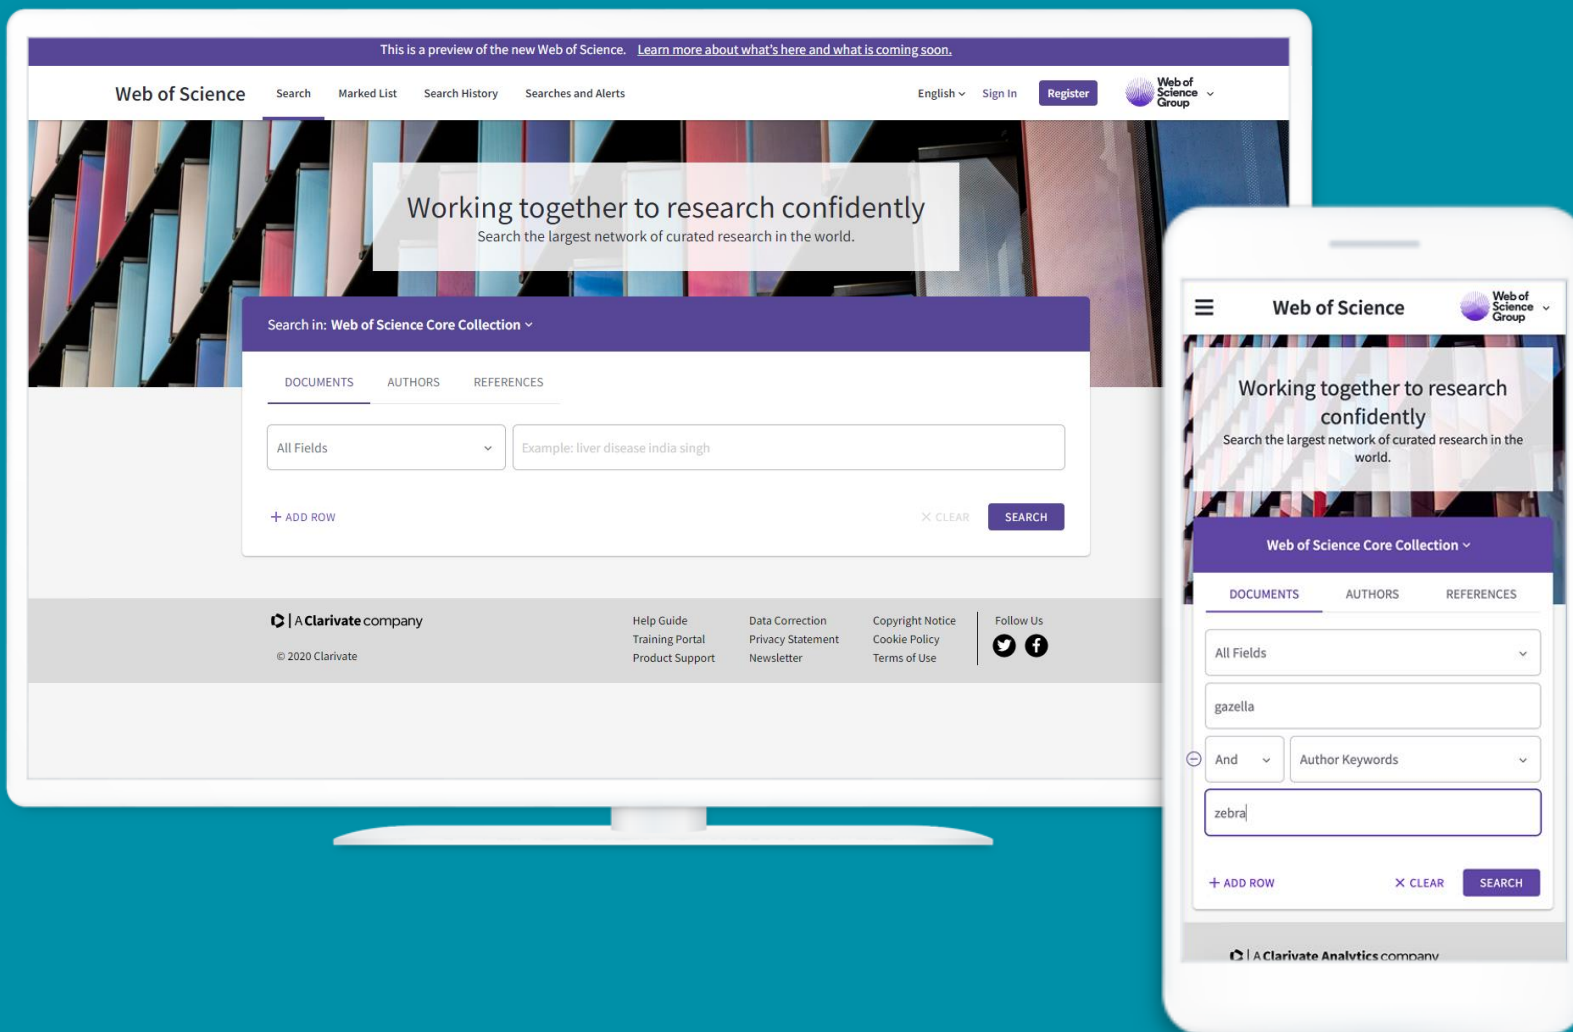 This is a preview of the new Web of Science. Learn more about what's here and what is coming soon.
Web of Science Search Marked List Search History Searches and Alerts English Sign In Register Web of Science Group
Working together to research confidently
Search the largest network of curated research in the world.
Search in: Web of Science Core Collection
DOCUMENTS AUTHORS REFERENCES
All Fields Example: liver disease india singh
+ ADD ROW × CLEAR SEARCH
A Clarivate company
© 2020 Clarivate
Help Guide Data Correction Copyright Notice Follow Us
Training Portal Privacy Statement Cookie Policy
Product Support Newsletter Terms of Use
Web of Science Web of Science Group
Working together to research
confidently
Search the largest network of curated research in the
world.
Web of Science Core Collection
DOCUMENTS AUTHORS REFERENCES
All Fields
gazella
And Author Keywords
zebra
+ ADD ROW × CLEAR SEARCH
A Clarivate Analytics company